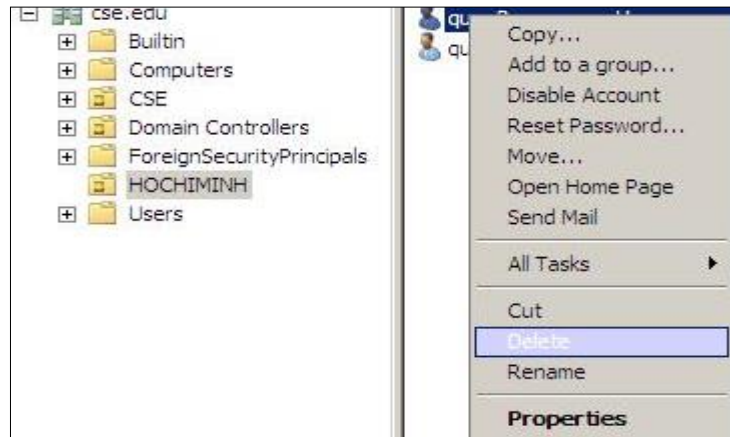 cse.edu
Builtin
Computers
CSE
Domain Controllers
ForeignSecurityPrincipals
HOCHIMINH
Users
Copy...
Add to a group...
Disable Account
Reset Password...
Move...
Open Home Page
Send Mail
All Tasks
Cut
Delete
Rename
Properties